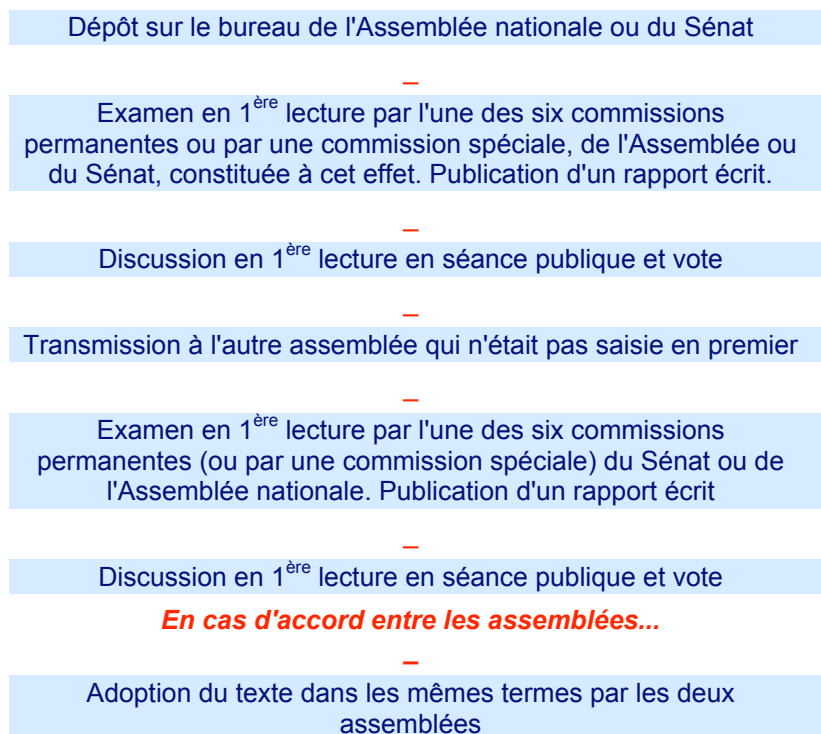 Dépôt sur le bureau de l'Assemblée nationale ou du Sénat
–
Examen en 1ère lecture par l'une des six commissions
permanentes ou par une commission spéciale, de l'Assemblée ou
du Sénat, constituée à cet effet. Publication d'un rapport écrit.
–
Discussion en 1ère lecture en séance publique et vote
–
Transmission à l'autre assemblée qui n'était pas saisie en premier
–
Examen en 1ère lecture par l'une des six commissions
permanentes (ou par une commission spéciale) du Sénat ou de
l'Assemblée nationale. Publication d'un rapport écrit
–
Discussion en 1ère lecture en séance publique et vote
En cas d'accord entre les assemblées...
–
Adoption du texte dans les mêmes termes par les deux
assemblées